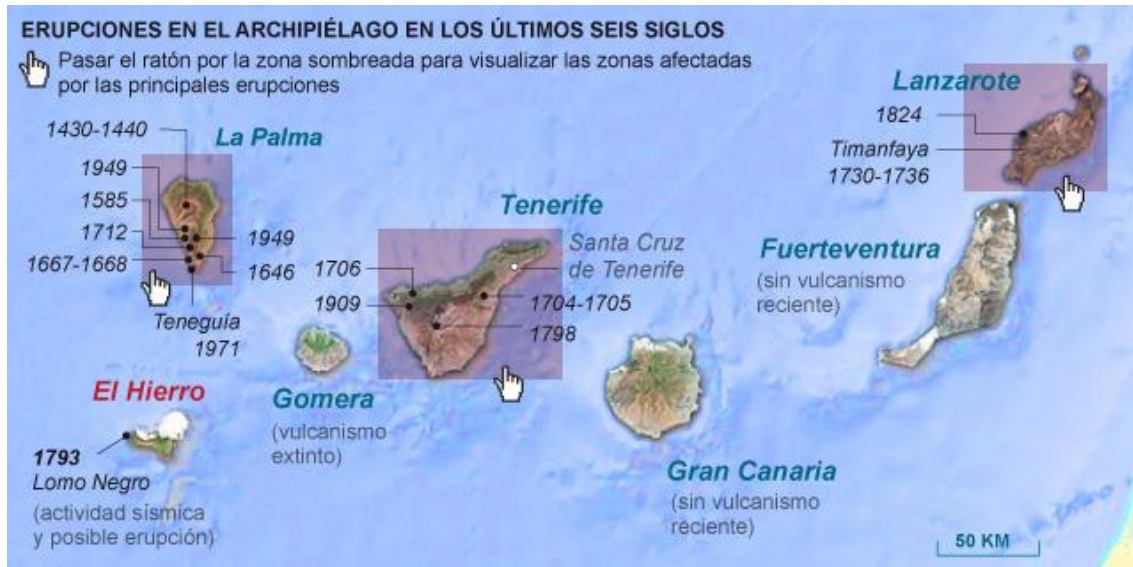 ERUPCIONES EN EL ARCHIPIÉLAGO EN LOS ÚLTIMOS SEIS SIGLOS
Pasar el ratón por la zona sombreada para visualizar las zonas afectadas
por las principales erupciones
La Palma
1430-1440
1949
1585
1712
1667-1668
1949
1646
Teneguía
1971
Tenerife
Santa Cruz
de Tenerife
1706
1909
1704-1705
1798
Lanzarote
1824
Timanfaya
1730-1736
Fuerteventura
(sin vulcanismo
reciente)
El Hierro
1793
Lomo Negro
(actividad sísmica
y posible erupción)
Gomera
(vulcanismo
extinto)
Gran Canaria
(sin vulcanismo
reciente)
50 KM